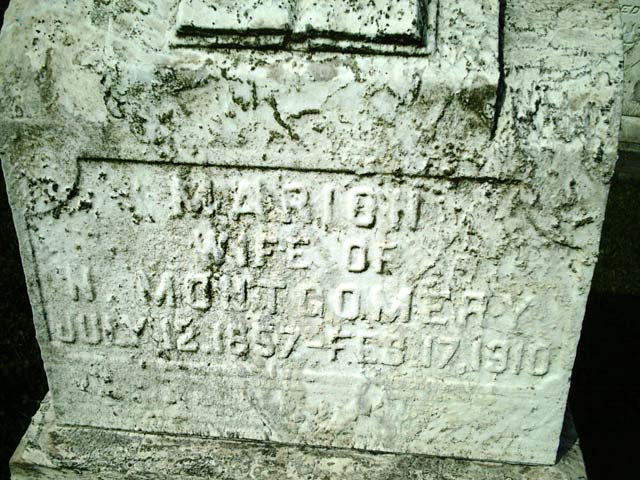 MARION
WIFE OF
N. MONTGOMERY
JULY 12, 1857-FEB. 17, 1910